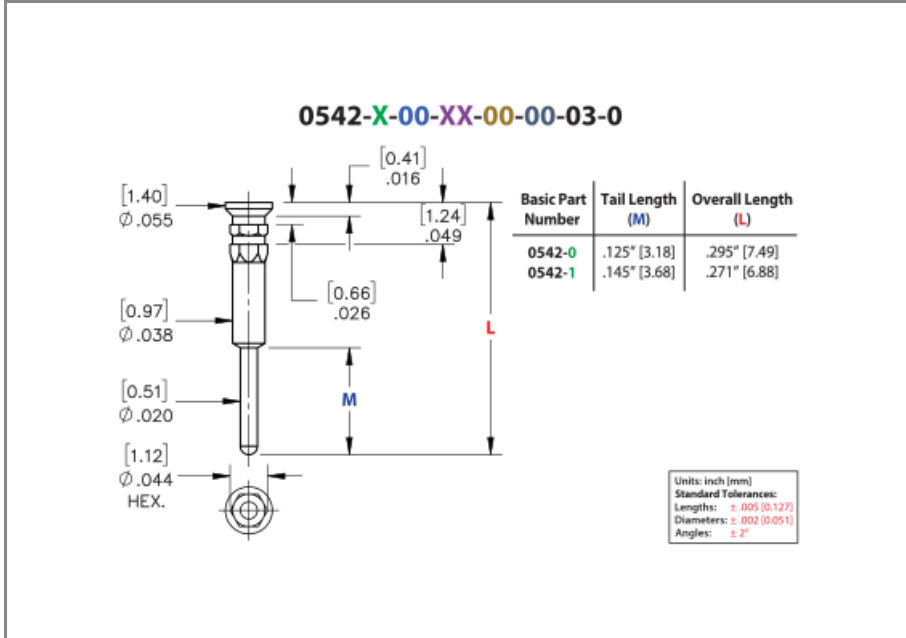 0542-X-00-XX-00-00-03-0
[0.41]
.016
[1.40]
Ø.055
[1.24]
.049
[0.66]
.026
[0.97]
Ø.038
L
M
[0.51]
Ø.020
[1.12]
Ø.044
HEX.
Basic Part Number Tail Length (M) Overall Length (L)
0542-0 .125" [3.18] .295" [7.49]
0542-1 .145" [3.68] .271" [6.88]
Units: inch [mm]
Standard Tolerances:
Lengths: ± .005 [0.127]
Diameters: ± .002 [0.051]
Angles: ± 2°